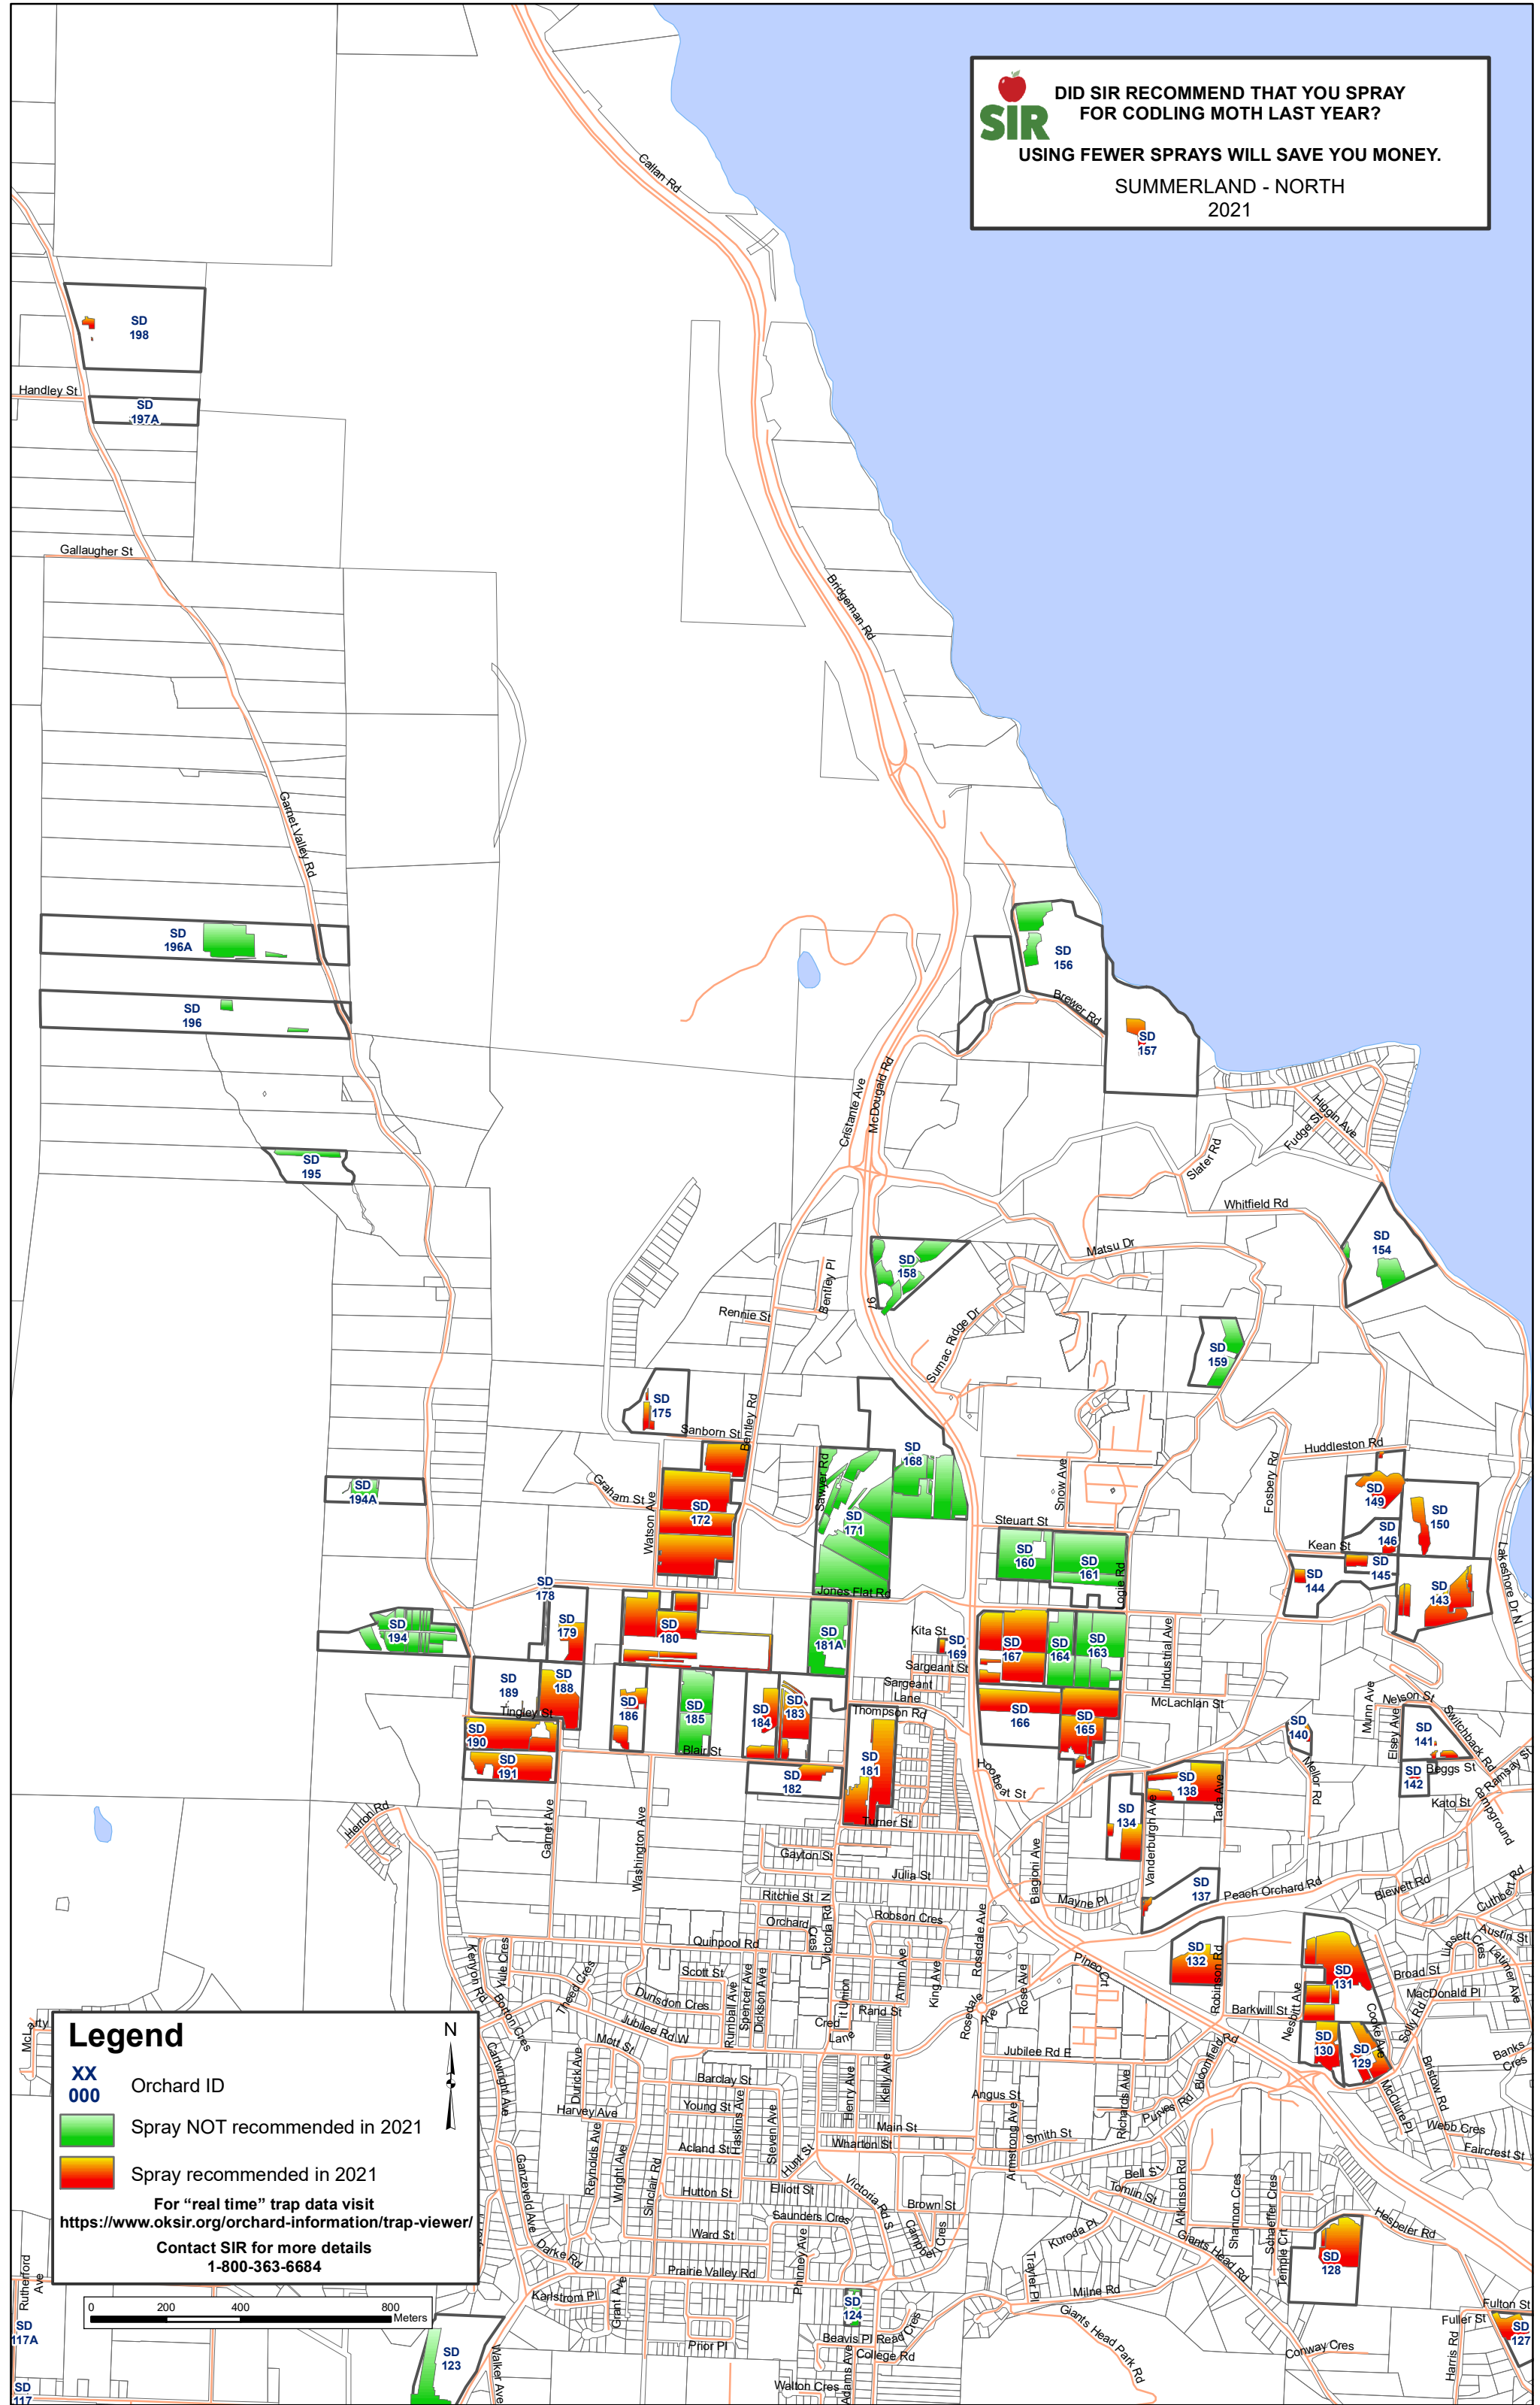 SIR
DID SIR RECOMMEND THAT YOU SPRAY
FOR CODLING MOTH LAST YEAR?
USING FEWER SPRAYS WILL SAVE YOU MONEY.
SUMMERLAND - NORTH
2021
Callan Rd
SD
198
Handley St
SD
197A
Gallaugher St
Bridgeman Rd
Garnet Valley Rd
SD
196A
SD
156
SD
196
Brewer Rd
SD
157
Cristante Ave
McDougald Rd
Higgin Ave
Fudge St
SD
195
Slater Rd
Whitfield Rd
SD
154
Matsu Dr
SD
158
Bentley Pl
97
Rennie St
Sumac Ridge Dr
SD
159
SD
175
Sanborn St
Bentley Rd
SD
168
Huddleston Rd
Fosbery Rd
Sawyer Rd
Snow Ave
SD
194A
Graham St
Watson Ave
SD
172
SD
171
SD
149
SD
150
Steuart St
SD
146
Kean St
SD
160
SD
161
SD
145
SD
144
SD
143
Lakeshore Dr N
Logie Rd
SD
178
Jones Flat Rd
SD
194
SD
179
SD
180
SD
181A
Kita St
SD
169
Sargeant St
SD
167
SD
164
SD
163
Industrial Ave
SD
189
SD
188
Tingley St
SD
186
SD
185
SD
184
SD
183
Sargeant
Lane
Thompson Rd
SD
166
SD
165
McLachlan St
Munn Ave
Nelson St
Elsey Ave
Switchback Rd
SD
190
SD
191
Blair St
SD
182
SD
181
SD
140
SD
141
Beggs St
SD
142
Ramsay St
Hoofbeat St
SD
138
Tada Ave
Mellor Rd
Kato St
Campground
SD
134
Vanderburgh Ave
Herron Rd
Garnet Ave
Washington Ave
Turner St
Gayton St
Julia St
Biagioni Ave
SD
137
Mayne Pl
Peach Orchard Rd
Blewett Rd
Cuthbert Rd
Ritchie St
Orchard
Cres
Victoria Rd N
Robson Cres
Rosedale Ave
Quinpool Rd
Austin St
Lipsett Cres
Latimer Ave
Kenyon Rd
Yule Cres
Theed Cres
Scott St
Dunsdon Cres
Rumball Ave
Spencer Ave
Dickson Ave
Amm Ave
King Ave
Rose Ave
Pineo Crt
SD
132
Robinson Rd
SD
131
Broad St
MacDonald Pl
Botton Cres
Jubilee Rd W
Rand St
Cred
it Union
Lane
Rosedale
Ave
Barkwill St
Nesbitt Ave
Cooke Ave
Solly Rd
SD
130
SD
129
Banks
Cres
Mott St
Jubilee Rd E
Bloomfield
Rd
Bristow Rd
McClure Pl
Cartwright Ave
Durick Ave
Barclay St
Henry Ave
Kelly Ave
Angus St
Richards Ave
Purves Rd
Harvey Ave
Young St
Haskins Ave
Steven Ave
Main St
Wharton St
Armstrong Ave
Smith St
Webb Cres
Faircrest St
Reynolds Ave
Wright Ave
Sinclair Rd
Acland St
Hunt St
Ganzeveld Ave
Hutton St
Elliott St
Victoria Rd S
Brown St
Bell St
Tomlin St
Atkinson Rd
Shannon Cres
Schaeffer Cres
Saunders Cres
Campbell Cres
Ward St
Darke Rd
Phinney Ave
Kuroda Pl
Giants Head Rd
Temple Crt
Hespeler Rd
SD
128
Prairie Valley Rd
Trayler Pl
Milne Rd
Karlstrom Pl
Grant Ave
SD
124
Giants Head Park Rd
Fulton St
Fuller St
SD
127
Prior Pl
Beavis Pl
Read Cres
College Rd
Adams Ave
Walton Cres
Walker Ave
Conway Cres
Harris Rd
SD
123
Rutherford
Ave
SD
117A
SD
117
McLarty
Legend
N
XX
000
Orchard ID
Spray NOT recommended in 2021
Spray recommended in 2021
For “real time” trap data visit
https://www.oksir.org/orchard-information/trap-viewer/
Contact SIR for more details
1-800-363-6684
0 200 400 800
Meters